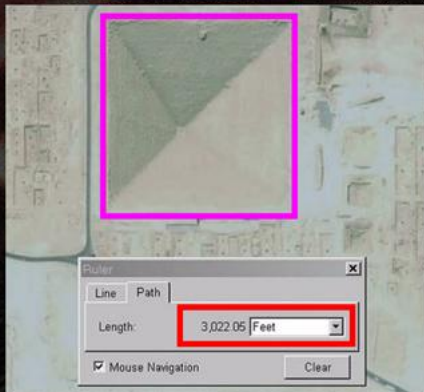 Ruler
Line Path
Length: 3,022.05 Feet
Mouse Navigation Clear